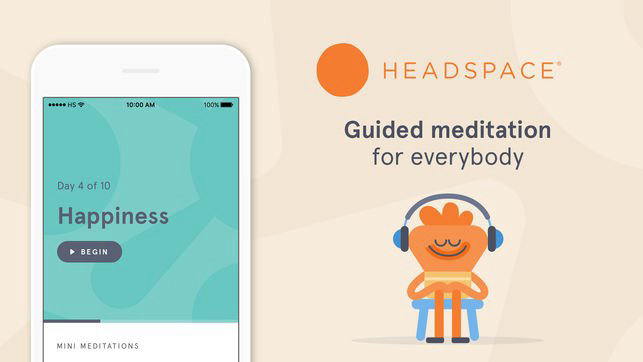 HS 10:00 AM 100%
Day 4 of 10
Happiness
BEGIN
MINI MEDITATIONS
HEADSPACE®
Guided meditation
for everybody